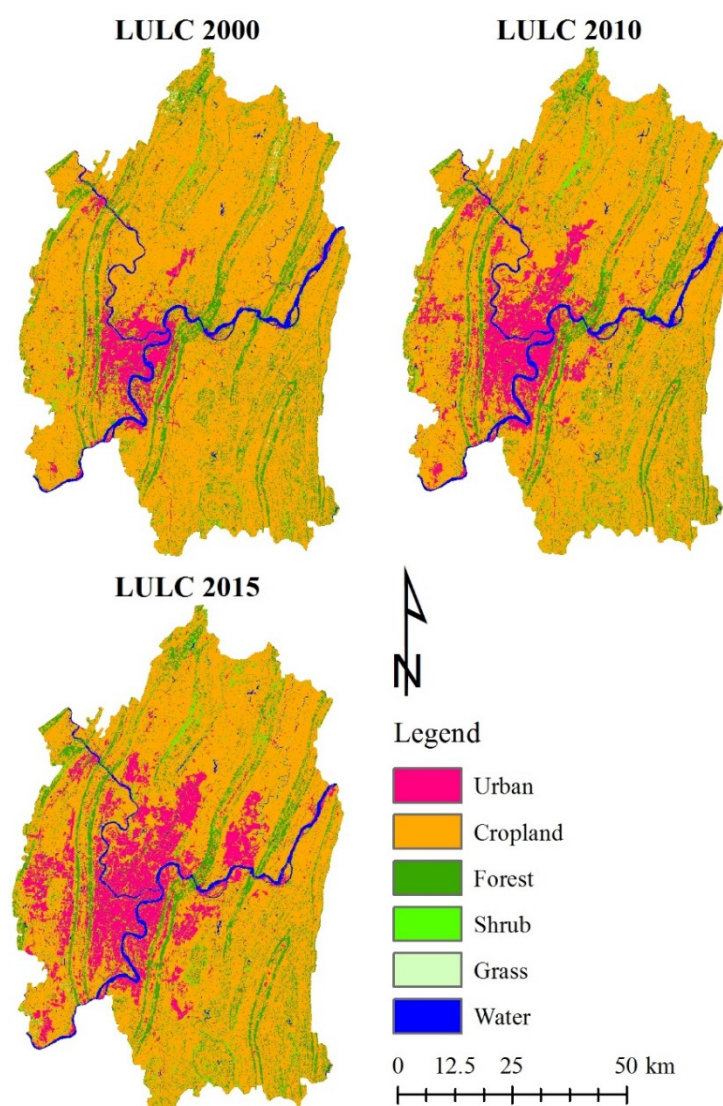 LULC 2000
LULC 2010
LULC 2015
N
Legend
Urban
Cropland
Forest
Shrub
Grass
Water
0 12.5 25 50 km